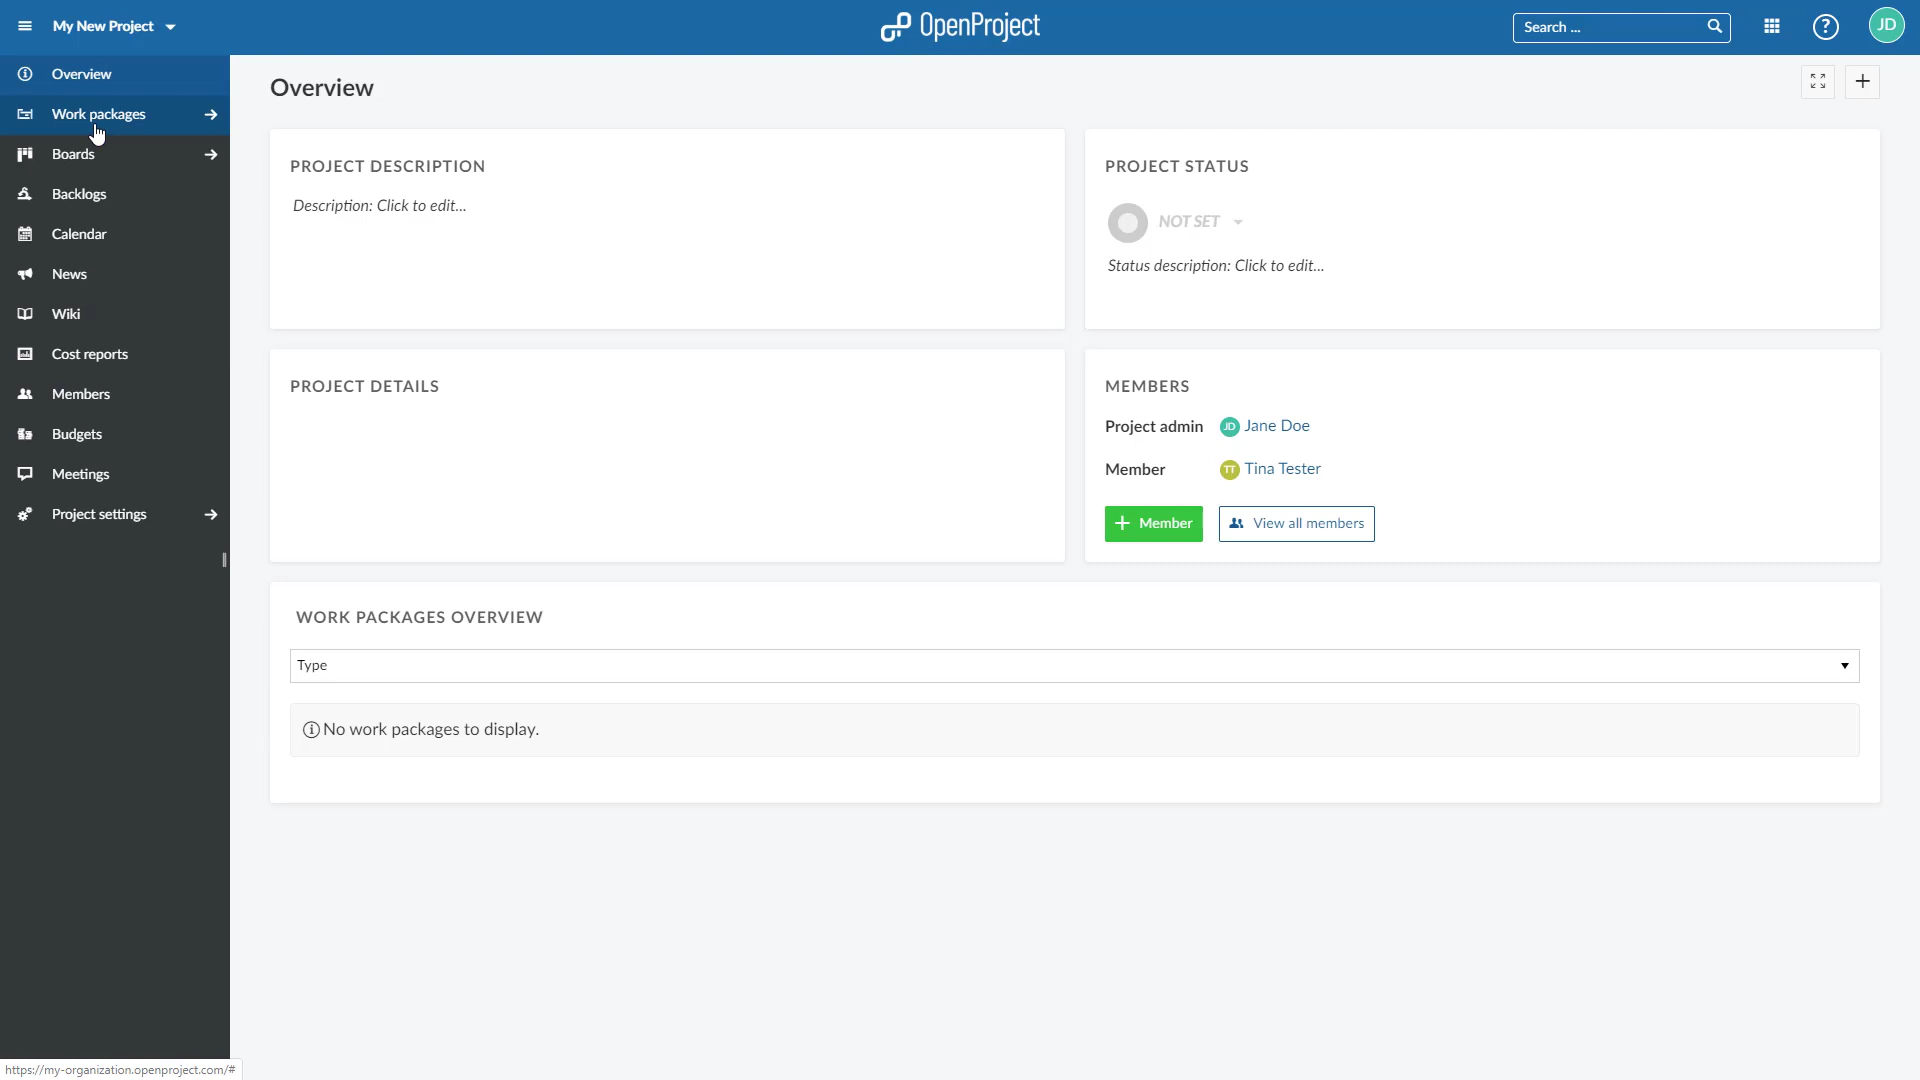 My New Project
OpenProject
Search ...
?
JD
Overview
Work packages
Boards
Backlogs
Calendar
News
Wiki
Cost reports
Members
Budgets
Meetings
Project settings
Overview
PROJECT DESCRIPTION
Description: Click to edit...
PROJECT STATUS
NOT SET
Status description: Click to edit...
PROJECT DETAILS
MEMBERS
Project admin JD Jane Doe
Member TT Tina Tester
+ Member View all members
WORK PACKAGES OVERVIEW
Type
No work packages to display.
https://my-organization.openproject.com/#